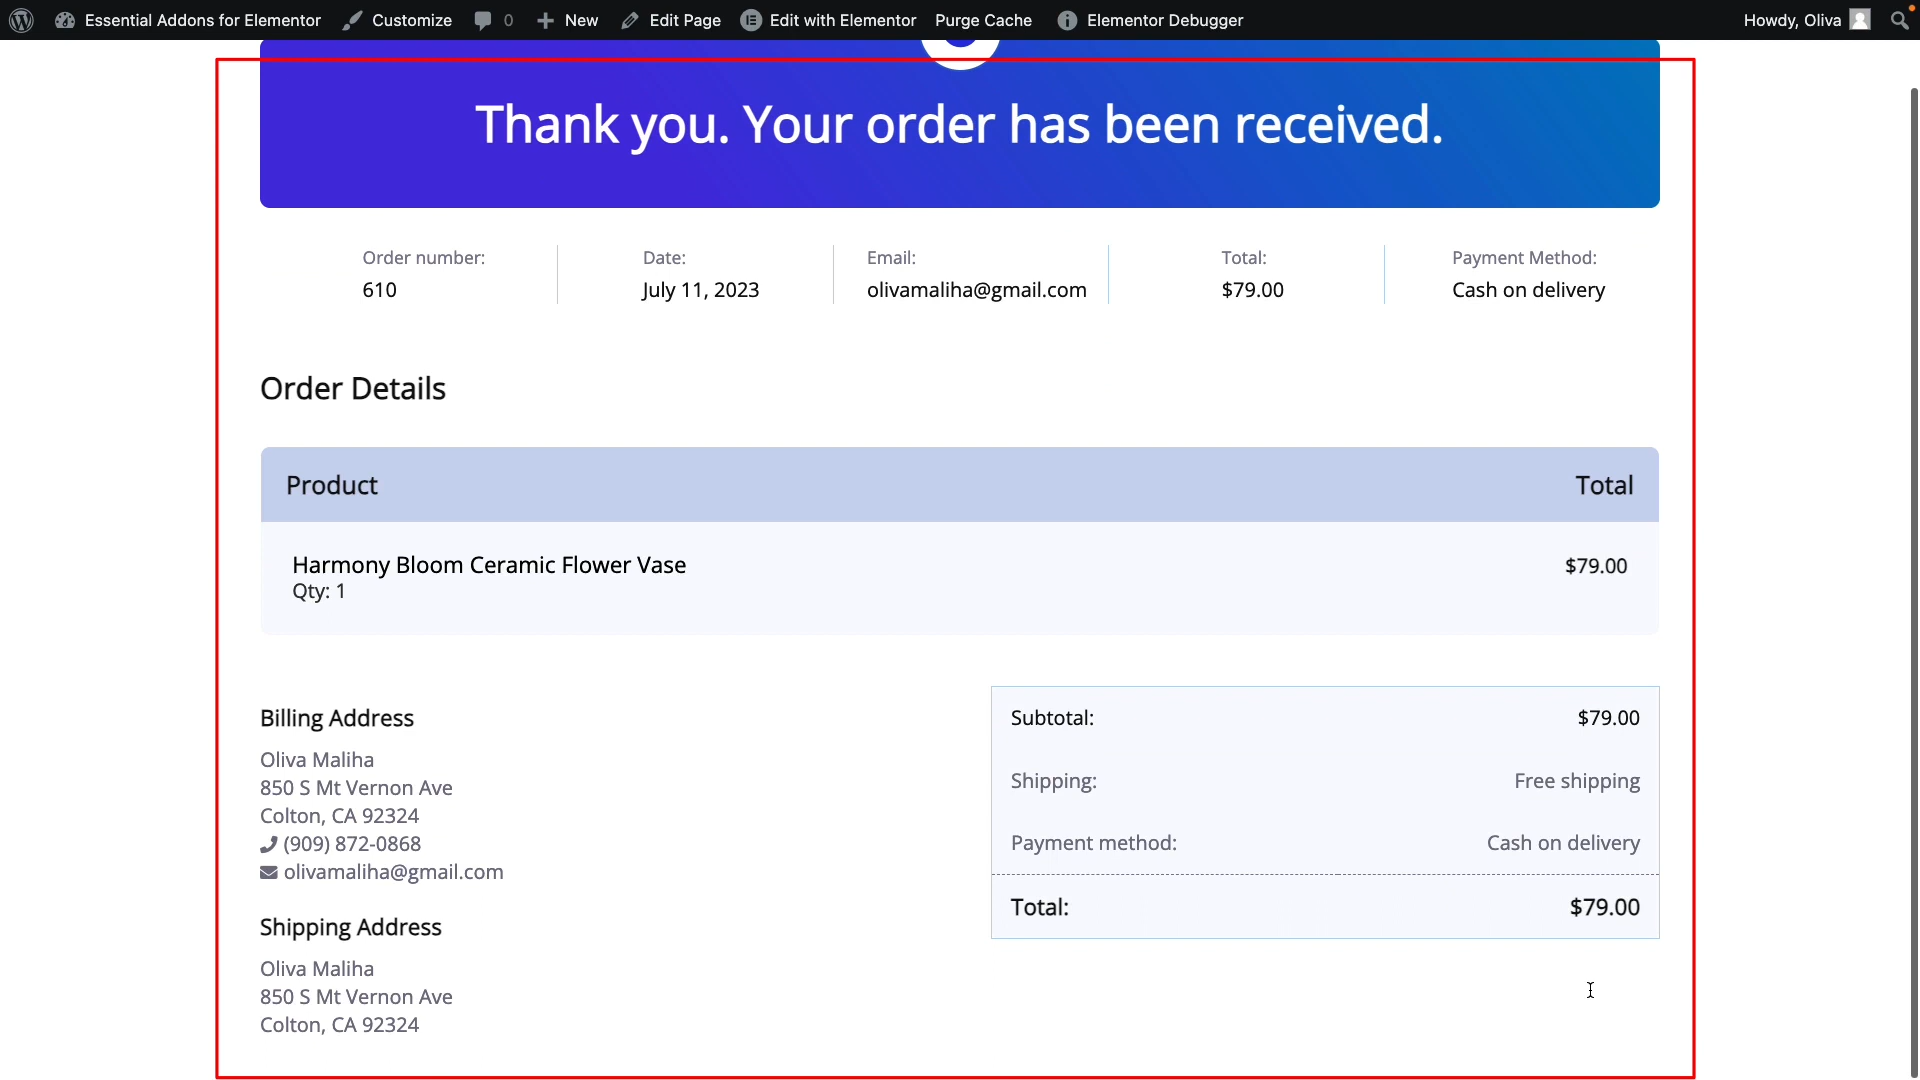 Essential Addons for Elementor Customize 0 New Edit Page Edit with Elementor Purge Cache Elementor Debugger Howdy, Oliva
Thank you. Your order has been received.
Order number: Date: Email: Total: Payment Method:
610 July 11, 2023 olivamaliha@gmail.com $79.00 Cash on delivery
Order Details
Product Total
Harmony Bloom Ceramic Flower Vase $79.00
Qty: 1
Billing Address
Oliva Maliha
850 S Mt Vernon Ave
Colton, CA 92324
(909) 872-0868
olivamaliha@gmail.com
Shipping Address
Oliva Maliha
850 S Mt Vernon Ave
Colton, CA 92324
Subtotal: $79.00
Shipping: Free shipping
Payment method: Cash on delivery
Total: $79.00